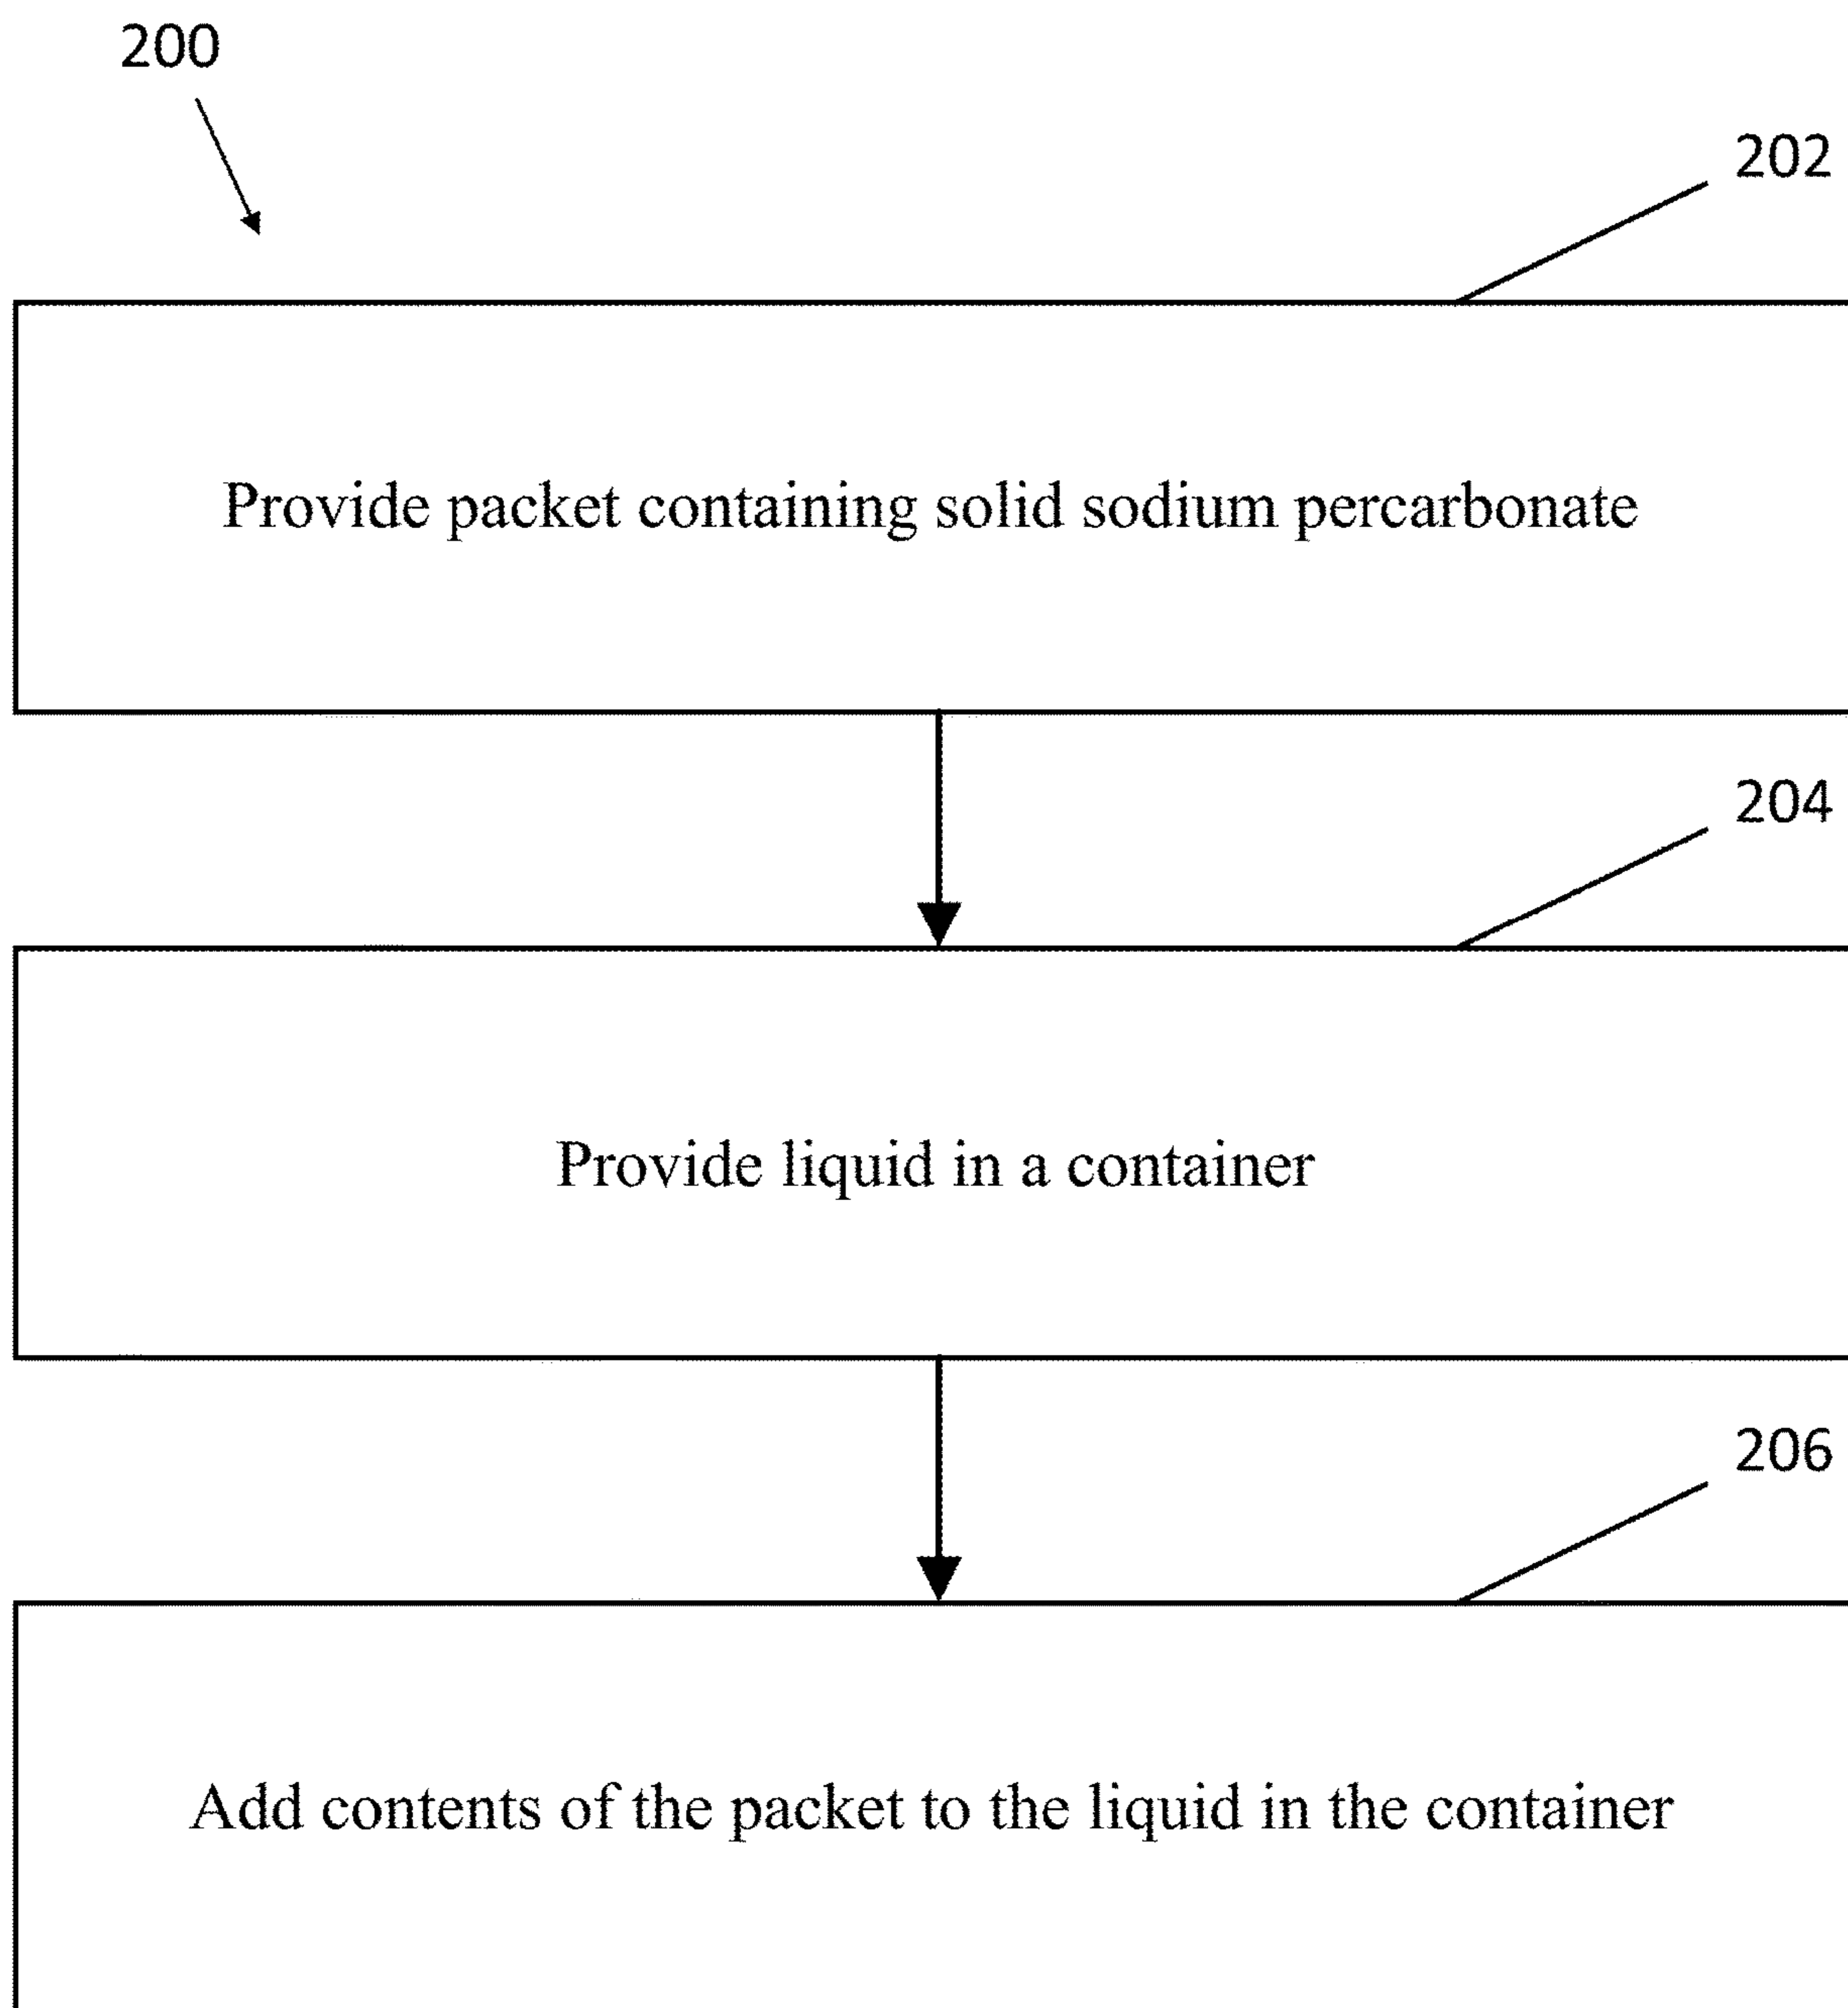 200
202
Provide packet containing solid sodium percarbonate
204
Provide liquid in a container
206
Add contents of the packet to the liquid in the container